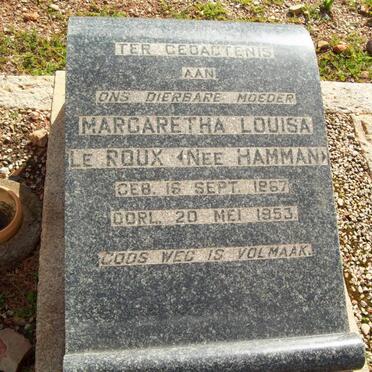 TER GEDAGTENIS
AAN
ONS DIERBARE MOEDER
MARGARETHA LOUISA
LE ROUX (NEE HAMMAN)
GEB. 16 SEPT. 1867
OORL. 20 MEI 1953
GODS WEG IS VOLMAAK.